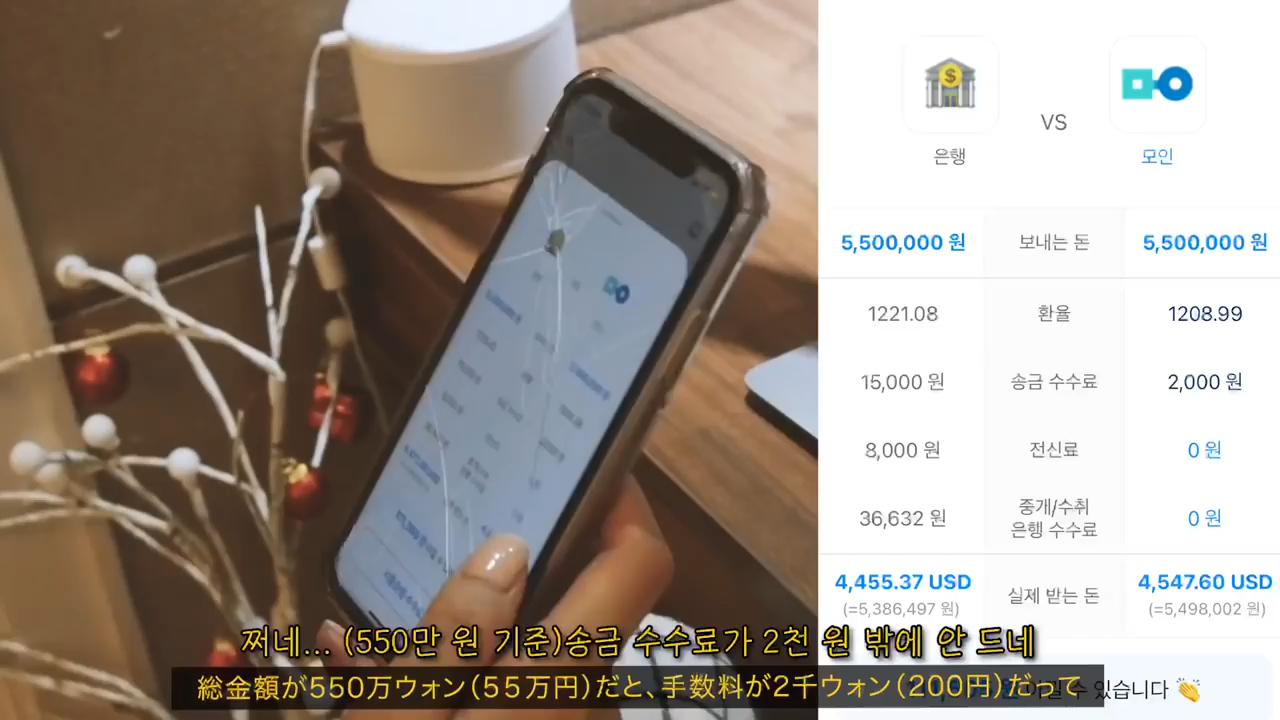 은행
VS
모인
5,500,000 원 보내는 돈 5,500,000 원
1221.08 환율 1208.99
15,000 원 송금 수수료 2,000 원
8,000 원 전신료 0 원
36,632 원 중개/수취 은행 수수료 0 원
4,455.37 USD 실제 받는 돈 4,547.60 USD
(=5,386,497 원) (=5,498,002 원)
쩌네... (550만 원 기준)송금 수수료가 2천 원 밖에 안 드네
総金額が550万ウォン(55万円)だと、手数料が2千ウォン(200円)だって
수 있습니다 👏